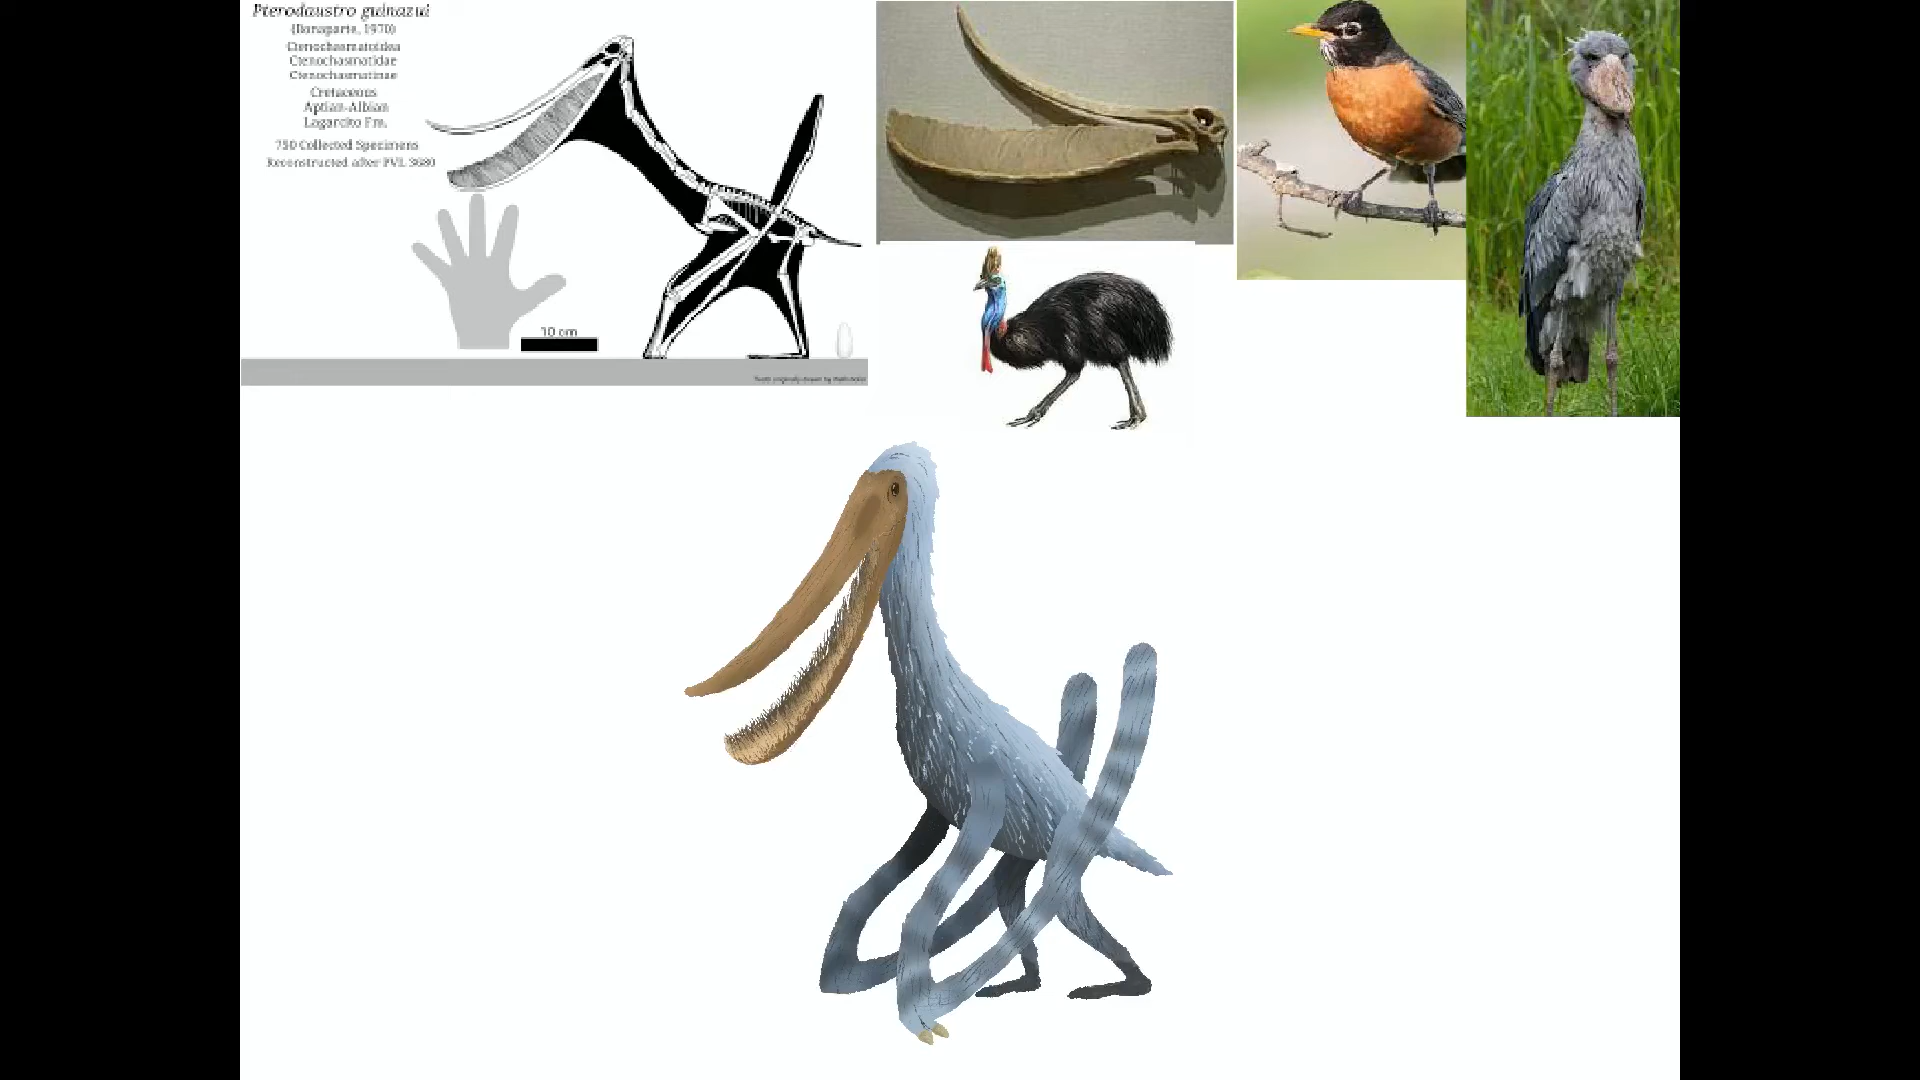 Pterodaustro guinazui
(Bonaparte, 1970)
Ctenochasmatoidea
Ctenochasmatidae
Ctenochasmatinae
Cretaceous
Aptian-Albian
Lagarcito Fm.
750 Collected Specimens
Reconstructed after PVL 3680
10 cm